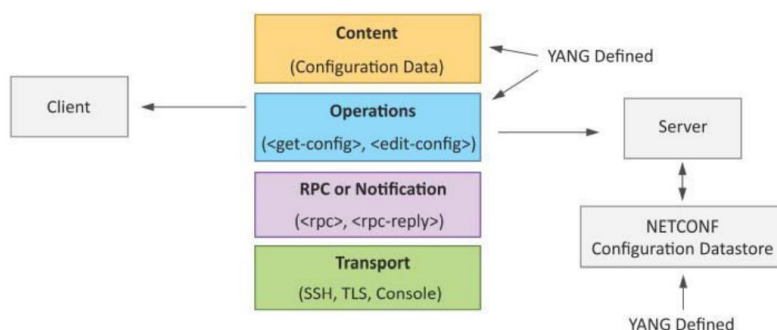 Content
(Configuration Data)
YANG Defined
Client
Operations
(<get-config>, <edit-config>)
Server
RPC or Notification
(<rpc>, <rpc-reply>)
NETCONF
Configuration Datastore
Transport
(SSH, TLS, Console)
YANG Defined